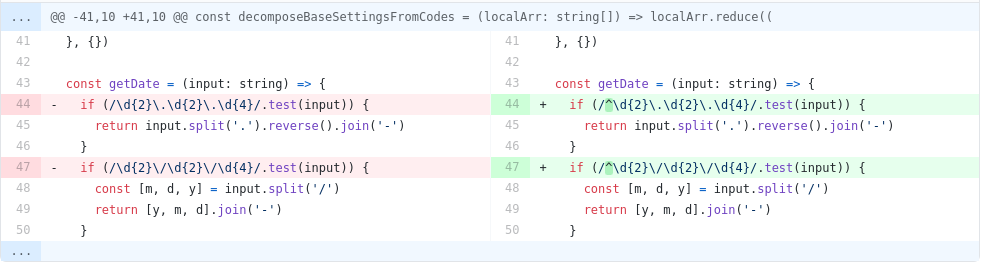 ... @@ -41,10 +41,10 @@ const decomposeBaseSettingsFromCodes = (localArr: string[]) => localArr.reduce((
41 }, {})
42
43 const getDate = (input: string) => {
44 - if (/\d{2}\.\d{2}\.\d{4}/.test(input)) {
45 return input.split('.').reverse().join('-')
46 }
47 - if (/\d{2}\/\d{2}\/\d{4}/.test(input)) {
48 const [m, d, y] = input.split('/')
49 return [y, m, d].join('-')
50 }
41 }, {})
42
43 const getDate = (input: string) => {
44 + if (/^\d{2}\.\d{2}\.\d{4}/.test(input)) {
45 return input.split('.').reverse().join('-')
46 }
47 + if (/^\d{2}\/\d{2}\/\d{4}/.test(input)) {
48 const [m, d, y] = input.split('/')
49 return [y, m, d].join('-')
50 }
...